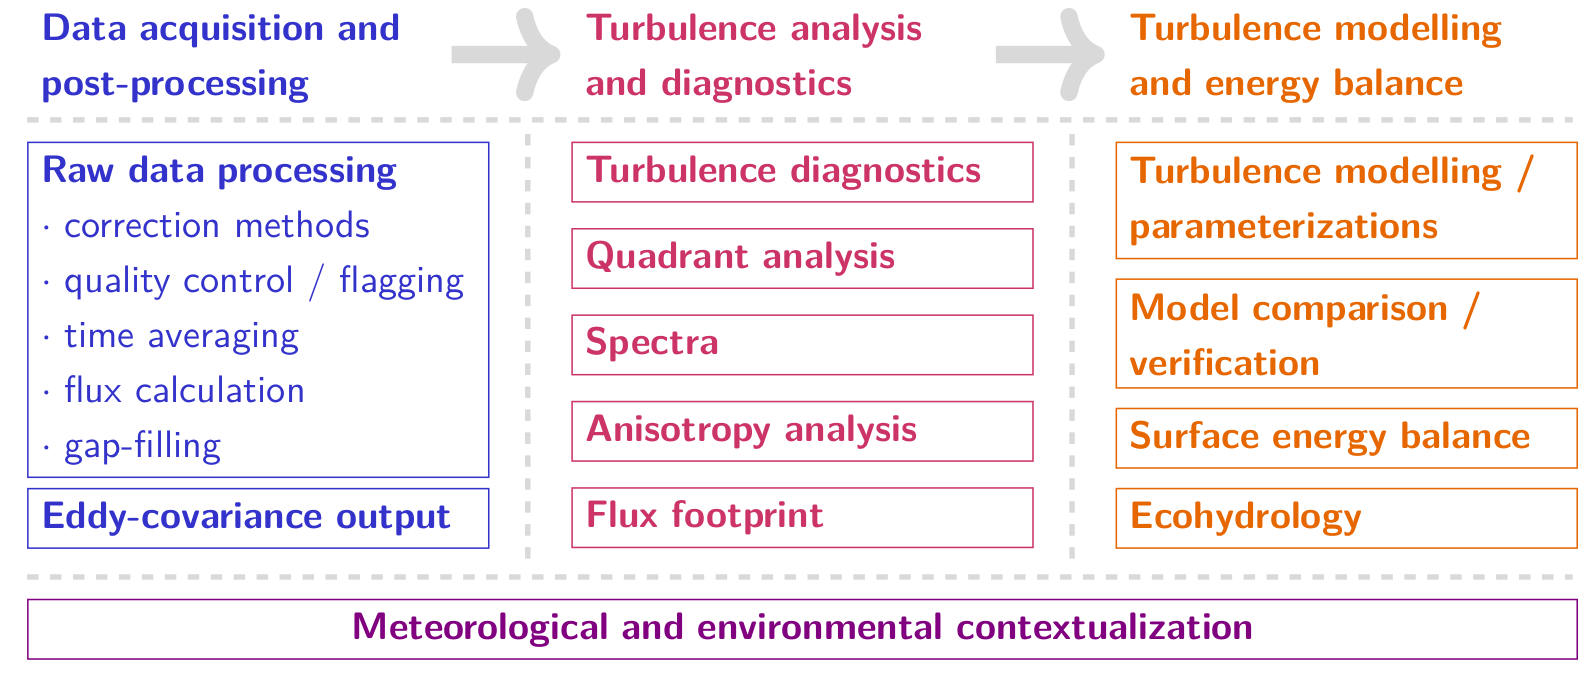 Data acquisition and
post-processing
Turbulence analysis
and diagnostics
Turbulence modelling
and energy balance
Raw data processing
· correction methods
· quality control / flagging
· time averaging
· flux calculation
· gap-filling
Eddy-covariance output
Turbulence diagnostics
Quadrant analysis
Spectra
Anisotropy analysis
Flux footprint
Turbulence modelling /
parameterizations
Model comparison /
verification
Surface energy balance
Ecohydrology
Meteorological and environmental contextualization